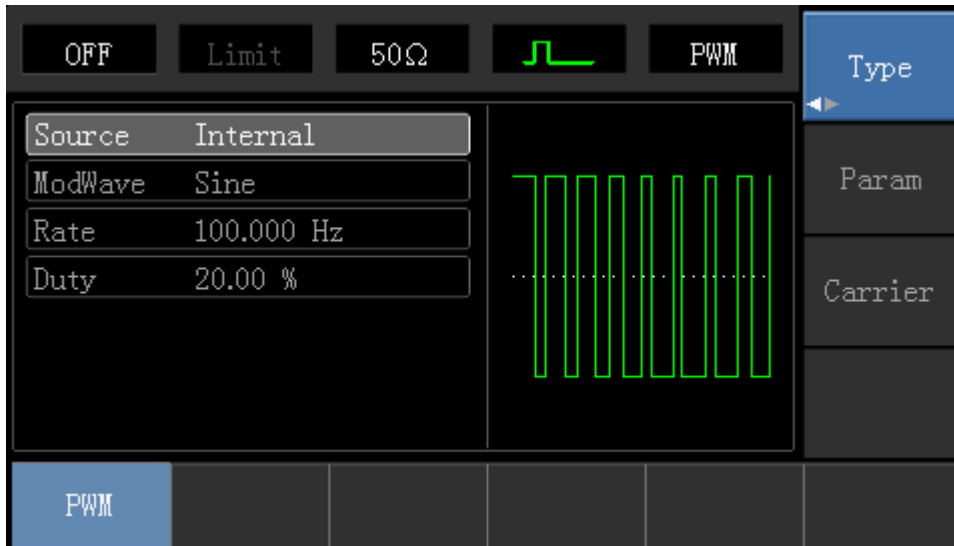 OFF Limit 50Ω PWM
Type
Source Internal
ModWave Sine
Rate 100.000 Hz
Duty 20.00 %
Param
Carrier
PWM